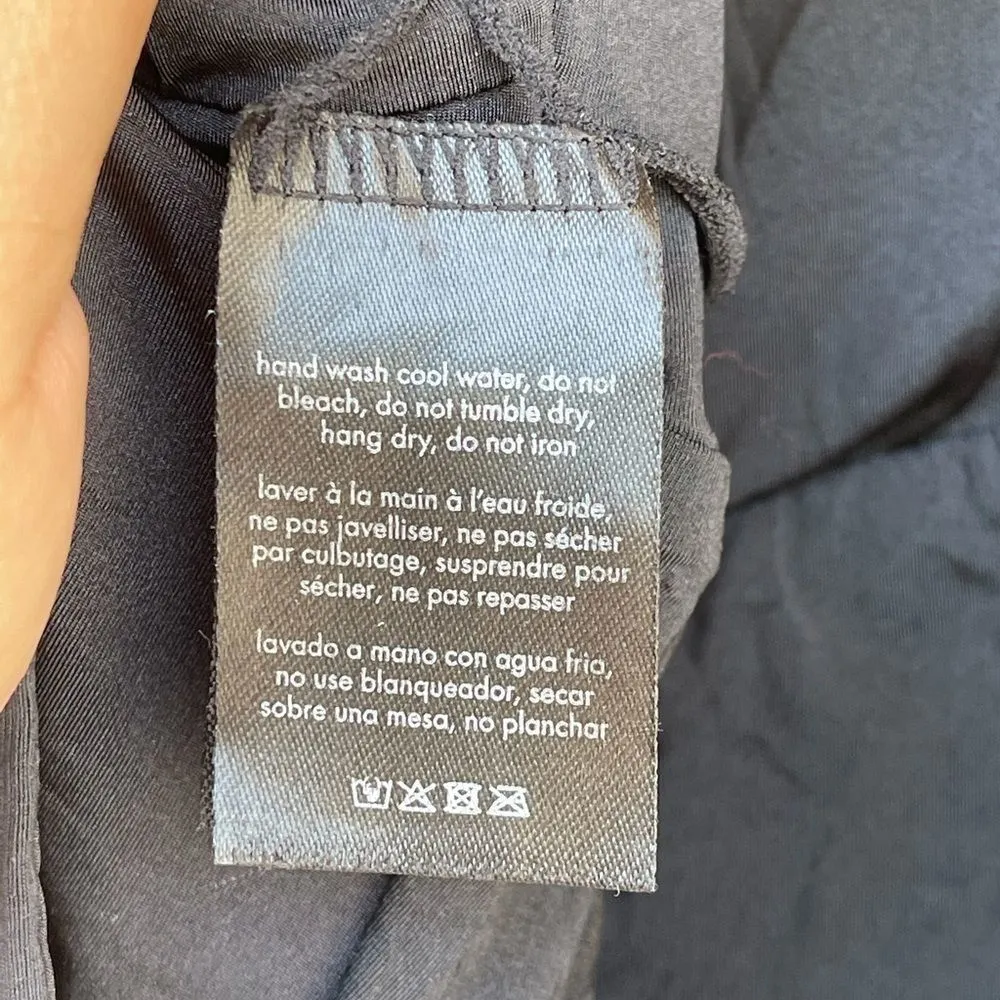 hand wash cool water, do not
bleach, do not tumble dry,
hang dry, do not iron
laver à la main à l'eau froide,
ne pas javelliser, ne pas sécher
par culbutage, susprendre pour
sécher, ne pas repasser
lavado a mano con agua fria,
no use blanqueador, secar
sobre una mesa, no planchar